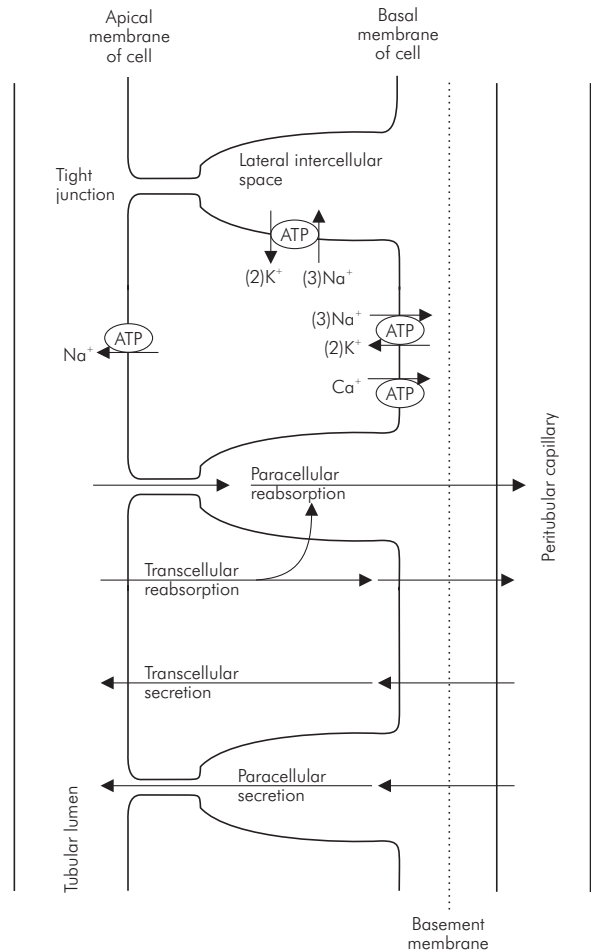 Apical
membrane
of cell
Basal
membrane
of cell
Tight
junction
Lateral intercellular
space
ATP
(2)K⁺ (3)Na⁺
(3)Na⁺
ATP
(2)K⁺
ATP
Na⁺
Ca⁺
ATP
Paracellular
reabsorption
Peritubular capillary
Transcellular
reabsorption
Transcellular
secretion
Paracellular
secretion
Tubular lumen
Basement
membrane